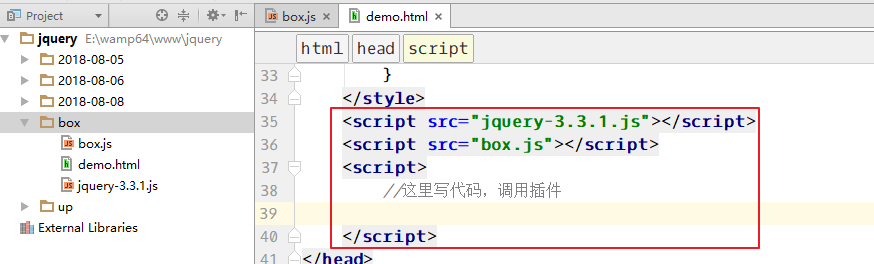 Project
jquery E:\wamp64\www\jquery
2018-08-05
2018-08-06
2018-08-08
box
box.js
demo.html
jquery-3.3.1.js
up
External Libraries
box.js × demo.html ×
html head script
33 }
34 </style>
35 <script src="jquery-3.3.1.js"></script>
36 <script src="box.js"></script>
37 <script>
38 //这里写代码，调用插件
39
40 </script>
41 </head>